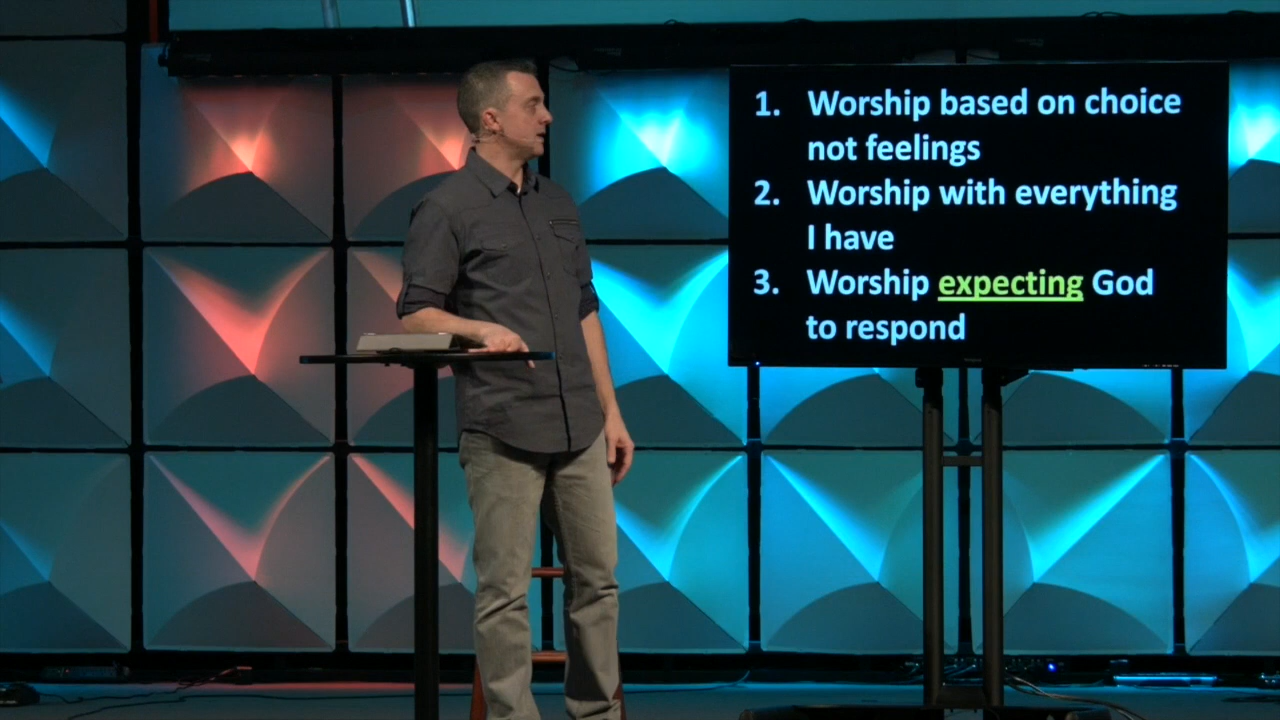 1. Worship based on choice
not feelings
2. Worship with everything
I have
3. Worship expecting God
to respond